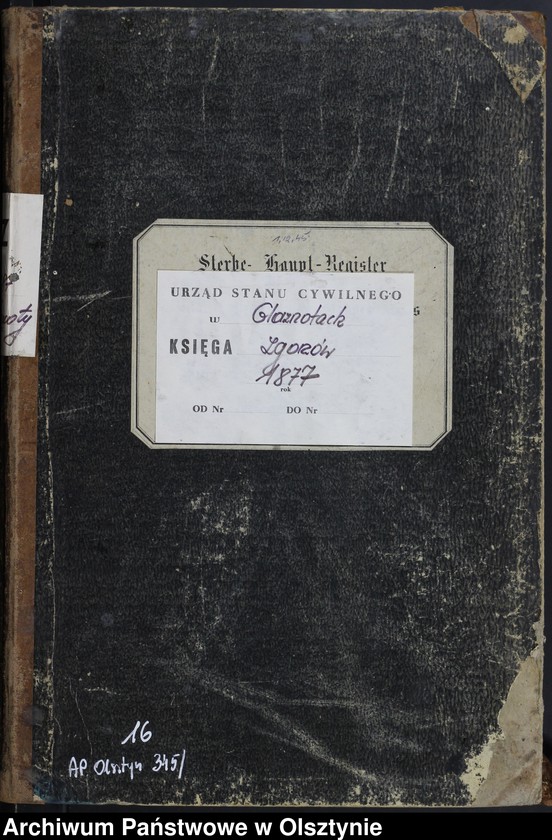 Sterbe- Haupt-Register
URZĄD STANU CYWILNEGO
w Glaznotach
KSIĘGA Zgonów
1877
rok
OD Nr DO Nr
s
noty
16
AP Olsztyn 345/
Archiwum Państwowe w Olsztynie